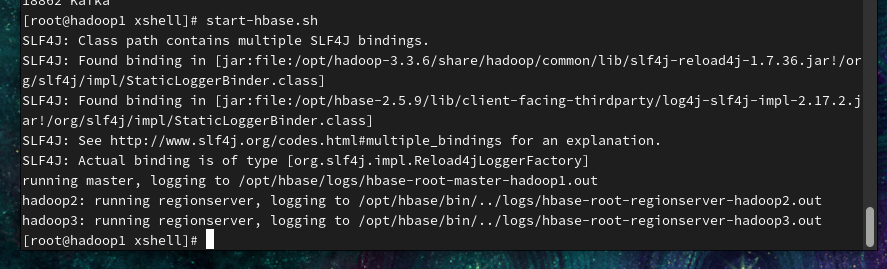 18862 Kafka
[root@hadoop1 xshell]# start-hbase.sh
SLF4J: Class path contains multiple SLF4J bindings.
SLF4J: Found binding in [jar:file:/opt/hadoop-3.3.6/share/hadoop/common/lib/slf4j-reload4j-1.7.36.jar!/or
g/slf4j/impl/StaticLoggerBinder.class]
SLF4J: Found binding in [jar:file:/opt/hbase-2.5.9/lib/client-facing-thirdparty/log4j-slf4j-impl-2.17.2.j
ar!/org/slf4j/impl/StaticLoggerBinder.class]
SLF4J: See http://www.slf4j.org/codes.html#multiple_bindings for an explanation.
SLF4J: Actual binding is of type [org.slf4j.impl.Reload4jLoggerFactory]
running master, logging to /opt/hbase/logs/hbase-root-master-hadoop1.out
hadoop2: running regionserver, logging to /opt/hbase/bin/../logs/hbase-root-regionserver-hadoop2.out
hadoop3: running regionserver, logging to /opt/hbase/bin/../logs/hbase-root-regionserver-hadoop3.out
[root@hadoop1 xshell]#